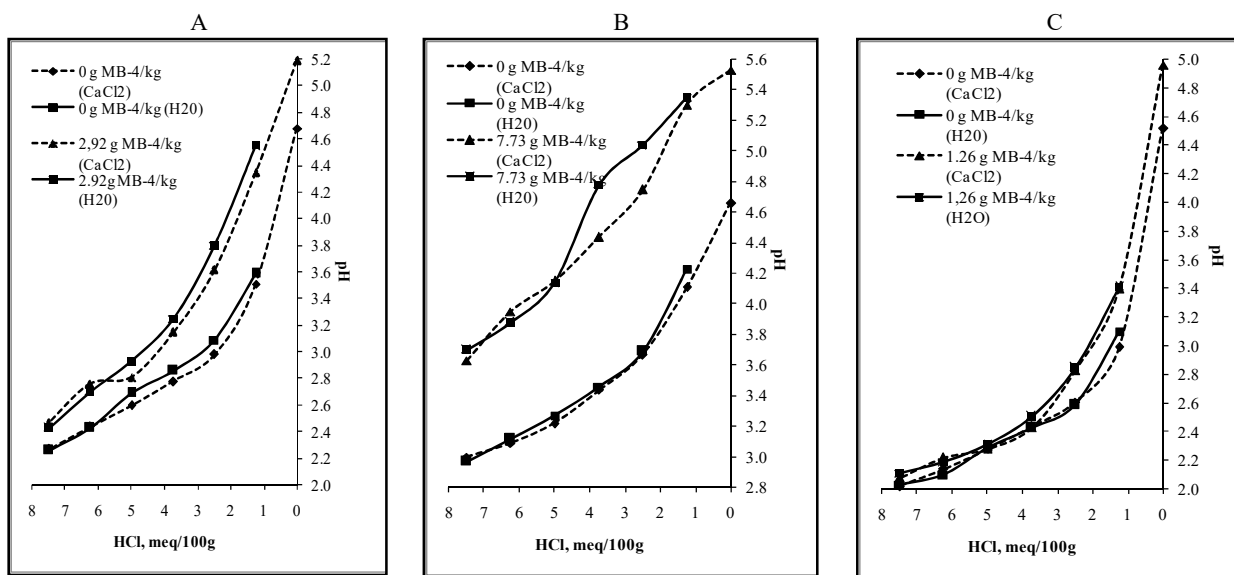 A
0 g MB-4/kg
(CaCl2)
0 g MB-4/kg (H20)
2,92 g MB-4/kg
(CaCl2)
2.92g MB-4/kg
(H20)
5.2
5.0
4.8
4.6
4.4
4.2
4.0
3.8
3.6
3.4
3.2
3.0
2.8
2.6
2.4
2.2
2.0
pH
8 7 6 5 4 3 2 1 0
HCl, meq/100g
B
0 g MB-4/kg
(CaCl2)
0 g MB-4/kg
(H20)
7.73 g MB-4/kg
(CaCl2)
7.73 g MB-4/kg
(H20)
5.6
5.4
5.2
5.0
4.8
4.6
4.4
4.2
4.0
3.8
3.6
3.4
3.2
3.0
2.8
pH
8 7 6 5 4 3 2 1 0
HCl, meq/100g
C
0 g MB-4/kg
(CaCl2)
0 g MB-4/kg
(H20)
1.26 g MB-4/kg
(CaCl2)
1,26 g MB-4/kg
(H2O)
5.0
4.8
4.6
4.4
4.2
4.0
3.8
3.6
3.4
3.2
3.0
2.8
2.6
2.4
2.2
2.0
pH
8 7 6 5 4 3 2 1 0
HCl, meq/100g